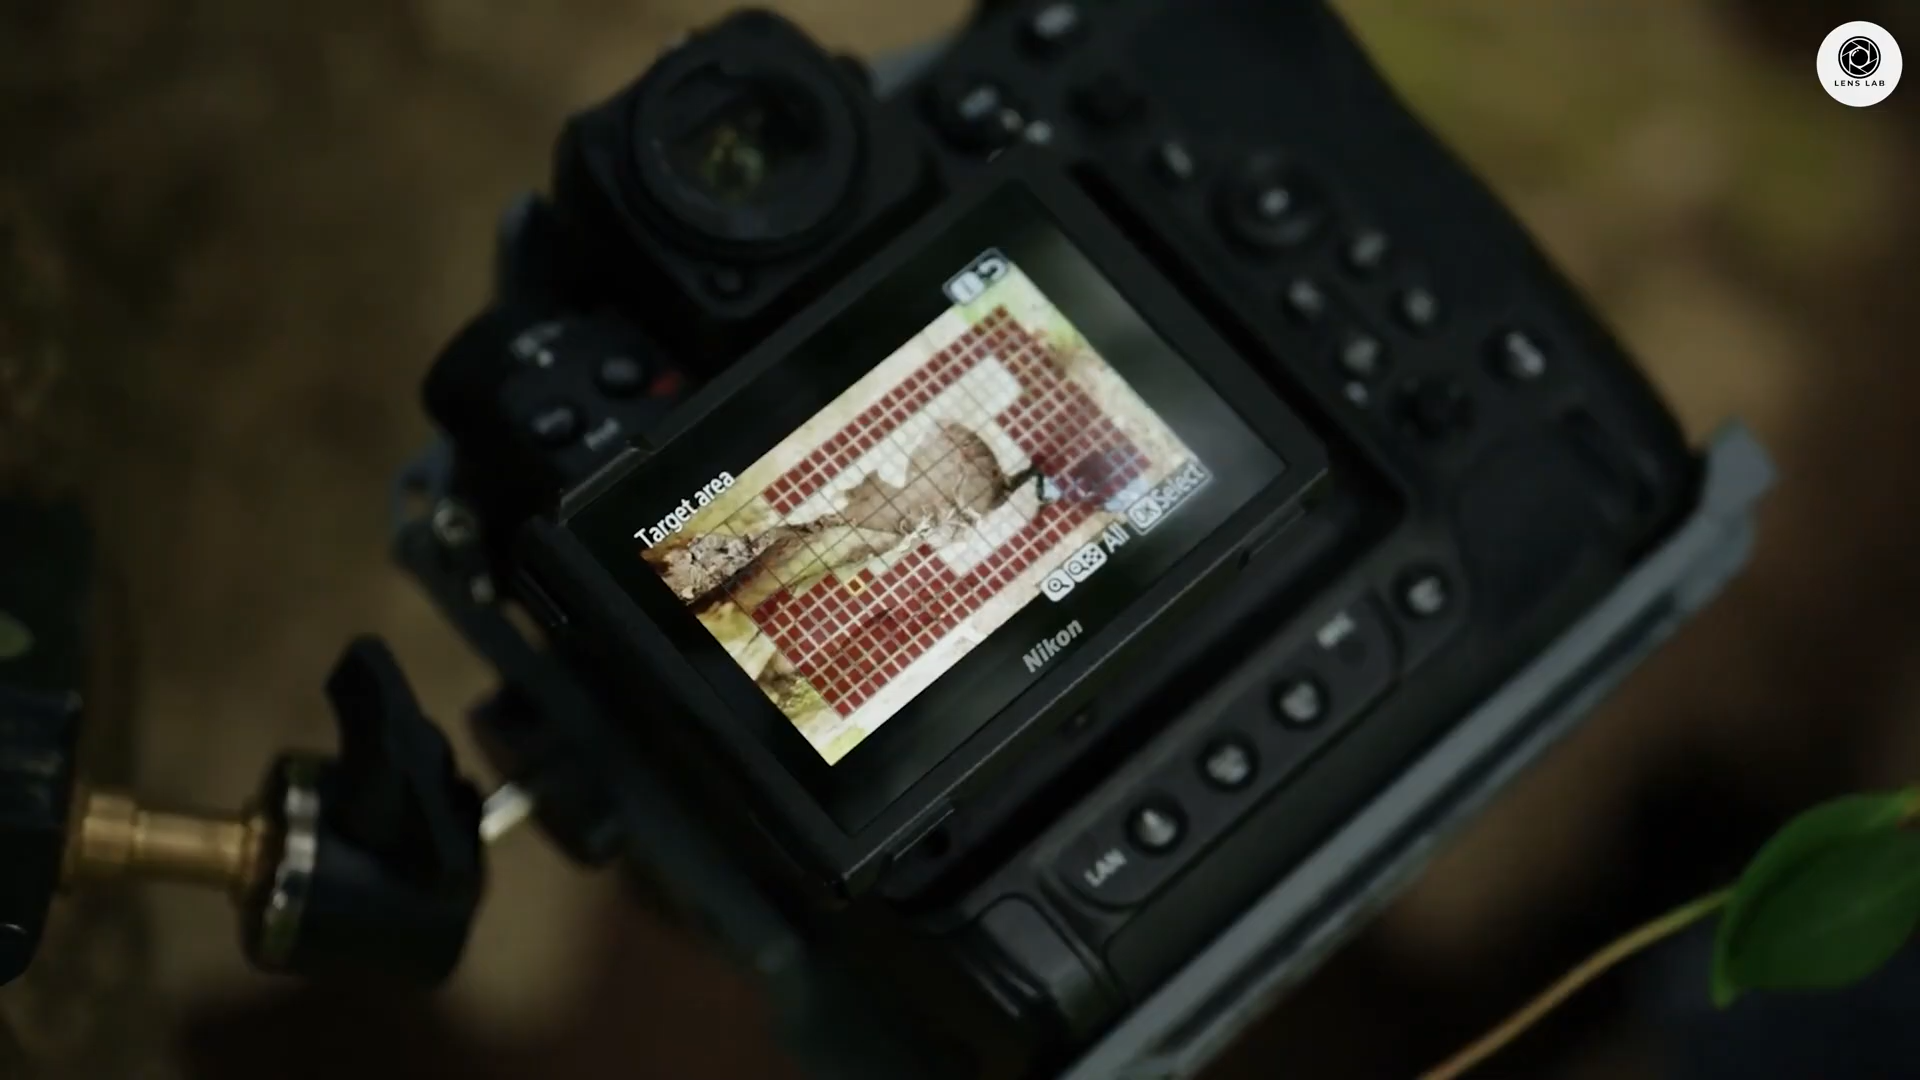 LENS LAB
Target area
All
OK Select
Nikon
LAN